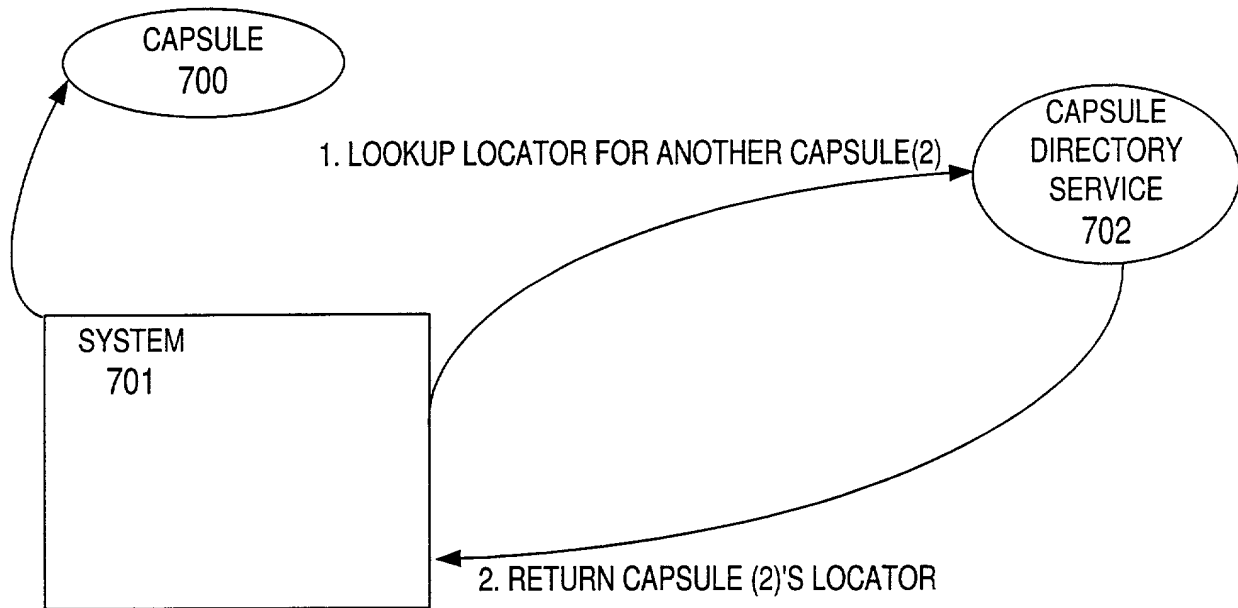 CAPSULE
700
1. LOOKUP LOCATOR FOR ANOTHER CAPSULE(2)
CAPSULE
DIRECTORY
SERVICE
702
SYSTEM
701
2. RETURN CAPSULE (2)'S LOCATOR